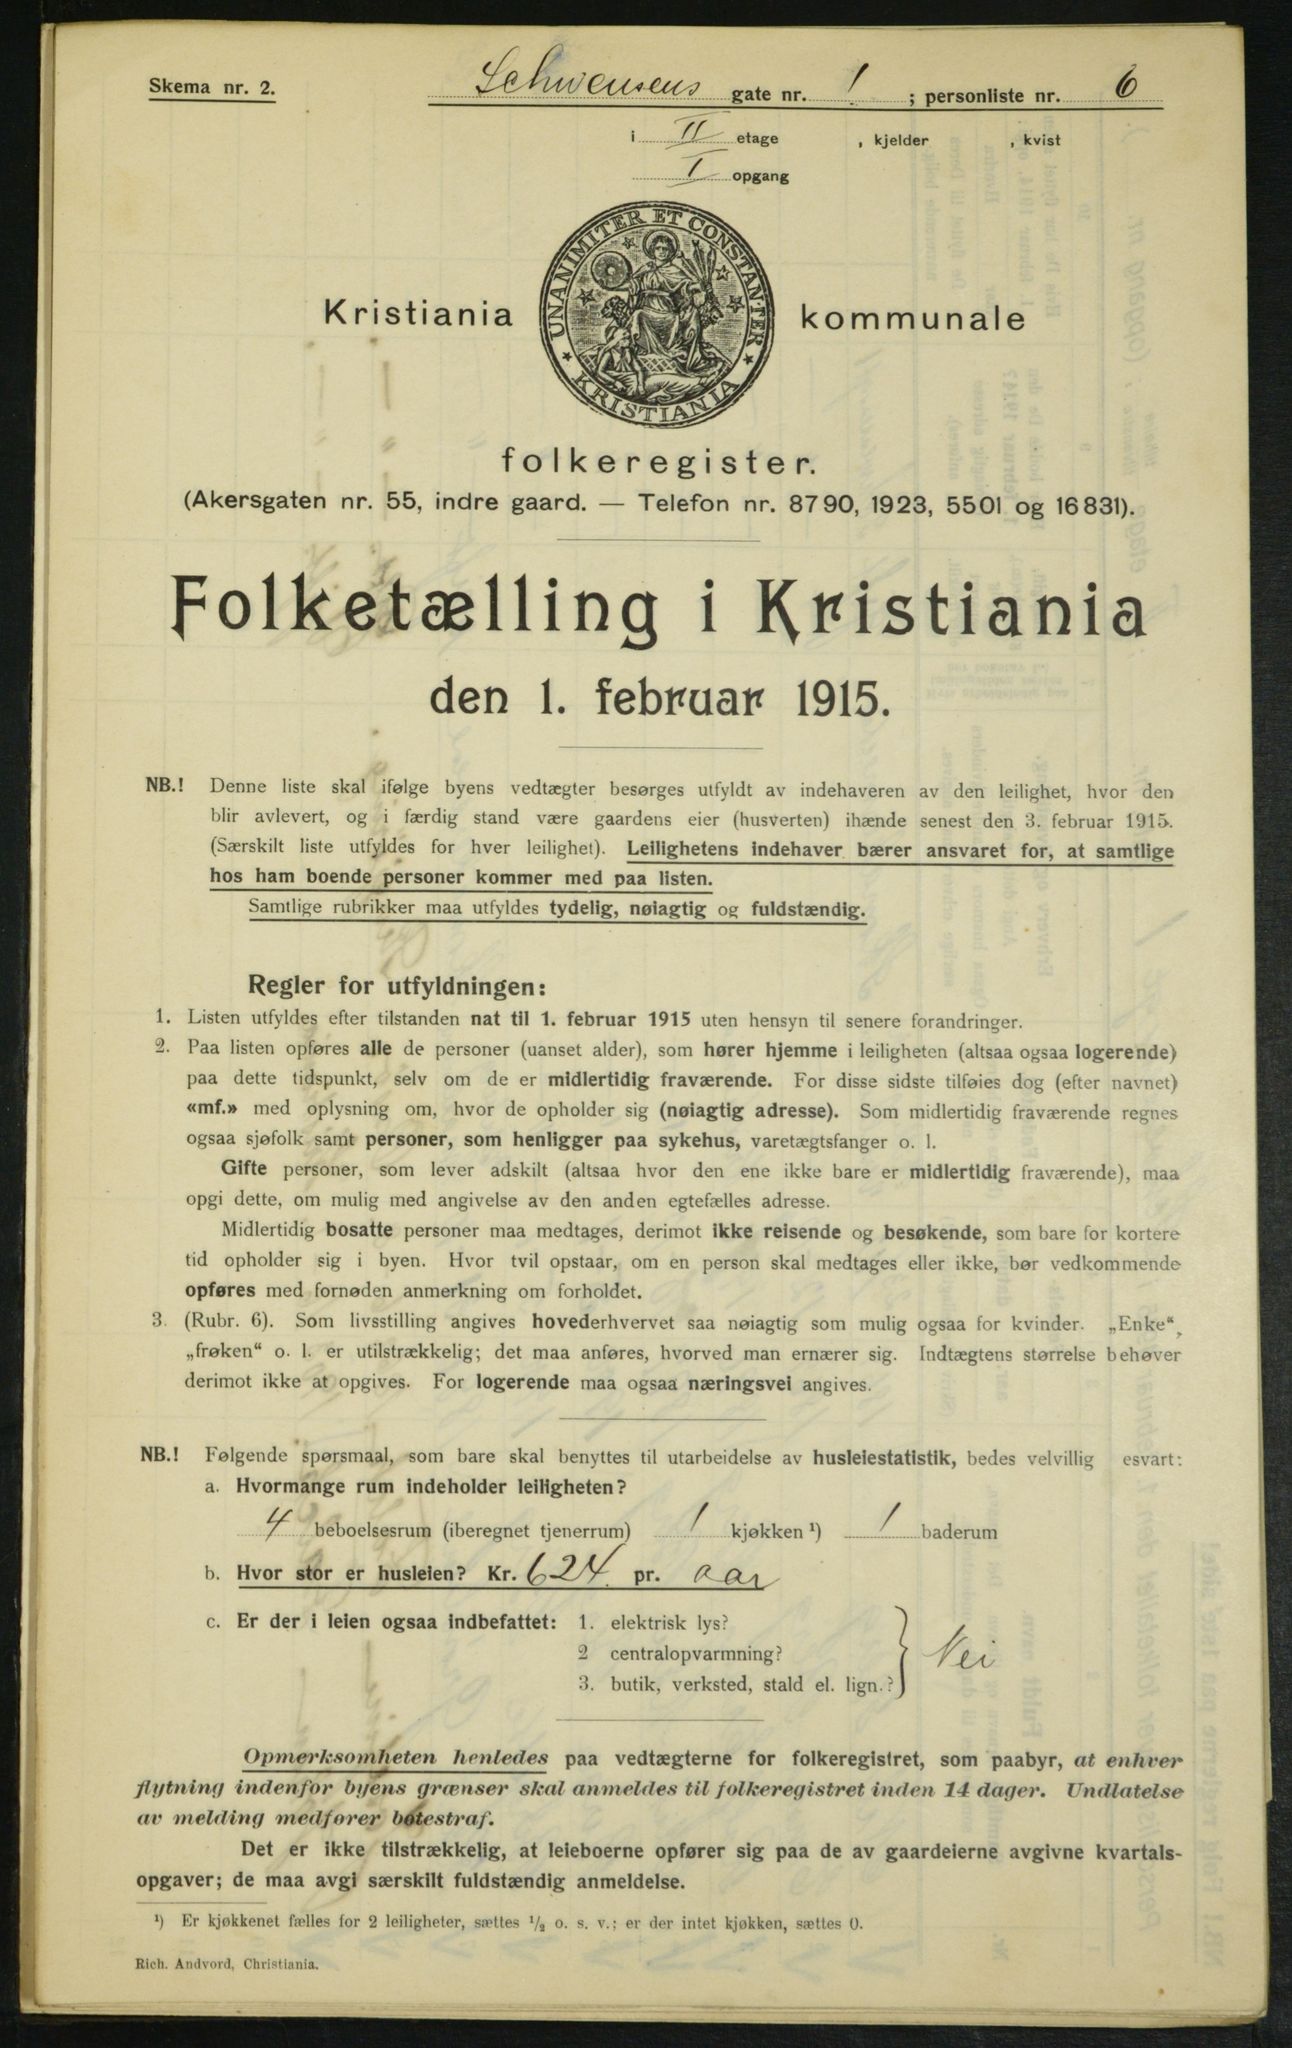 Skema nr. 2.
Schwensens gate nr. 1 ; personliste nr. 6
i II etage , kjelder , kvist
I opgang
UNANIMITER ET CONSTANTER
KRISTIANIA
Kristiania kommunale
folkeregister.
(Akersgaten nr. 55, indre gaard. — Telefon nr. 8790, 1923, 5501 og 16831).
Folketælling i Kristiania
den 1. februar 1915.
NB.! Denne liste skal ifølge byens vedtægter besørges utfyldt av indehaveren av den leilighet, hvor den
blir avlevert, og i færdig stand være gaardens eier (husverten) ihænde senest den 3. februar 1915.
(Særskilt liste utfyldes for hver leilighet). Leilighetens indehaver bærer ansvaret for, at samtlige
hos ham boende personer kommer med paa listen.
Samtlige rubrikker maa utfyldes tydelig, nøiagtig og fuldstændig.
Regler for utfyldningen:
1. Listen utfyldes efter tilstanden nat til 1. februar 1915 uten hensyn til senere forandringer.
2. Paa listen opføres alle de personer (uanset alder), som hører hjemme i leiligheten (altsaa ogsaa logerende)
paa dette tidspunkt, selv om de er midlertidig fraværende. For disse sidste tilføies dog (efter navnet)
«mf.» med oplysning om, hvor de opholder sig (nøiagtig adresse). Som midlertidig fraværende regnes
ogsaa sjøfolk samt personer, som henligger paa sykehus, varetægtsfanger o. l.
Gifte personer, som lever adskilt (altsaa hvor den ene ikke bare er midlertidig fraværende), maa
opgi dette, om mulig med angivelse av den anden egtefælles adresse.
Midlertidig bosatte personer maa medtages, derimot ikke reisende og besøkende, som bare for kortere
tid opholder sig i byen. Hvor tvil opstaar, om en person skal medtages eller ikke, bør vedkommende
opføres med fornøden anmerkning om forholdet.
3. (Rubr. 6). Som livsstilling angives hovederhvervet saa nøiagtig som mulig ogsaa for kvinder. „Enke“,
„frøken“ o. l. er utilstrækkelig; det maa anføres, hvorved man ernærer sig. Indtægtens størrelse behøver
derimot ikke at opgives. For logerende maa ogsaa næringsvei angives.
NB.! Følgende spørsmaal, som bare skal benyttes til utarbeidelse av husleiestatistik, bedes velvillig esvart:
a. Hvormange rum indeholder leiligheten?
4 beboelsesrum (iberegnet tjenerrum) 1 kjøkken ¹) 1 baderum
b. Hvor stor er husleien? Kr. 624 pr. aar
c. Er der i leien ogsaa indbefattet: 1. elektrisk lys?
2 centralopvarmning?
3. butik, verksted, stald el. lign.? Nei
Opmerksomheten henledes paa vedtægterne for folkeregistret, som paabyr, at enhver
flytning indenfor byens grænser skal anmeldes til folkeregistret inden 14 dager. Undlatelse
av melding medfører bøtestraf.
Det er ikke tilstrækkelig, at leieboerne opfører sig paa de av gaardeierne avgivne kvartals-
opgaver; de maa avgi særskilt fuldstændig anmeldelse.
¹) Er kjøkkenet fælles for 2 leiligheter, sættes ½ o. s. v.; er der intet kjøkken, sættes 0.
Rich. Andvord, Christiania.